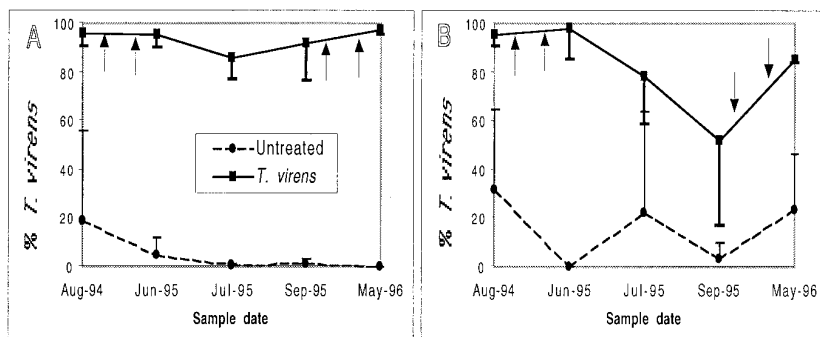 A
% T. virens
100
80
60
40
20
0
Untreated
T. virens
Aug-94 Jun-95 Jul-95 Sep-95 May-96
Sample date
B
% T. virens
100
80
60
40
20
0
Aug-94 Jun-95 Jul-95 Sep-95 May-96
Sample date